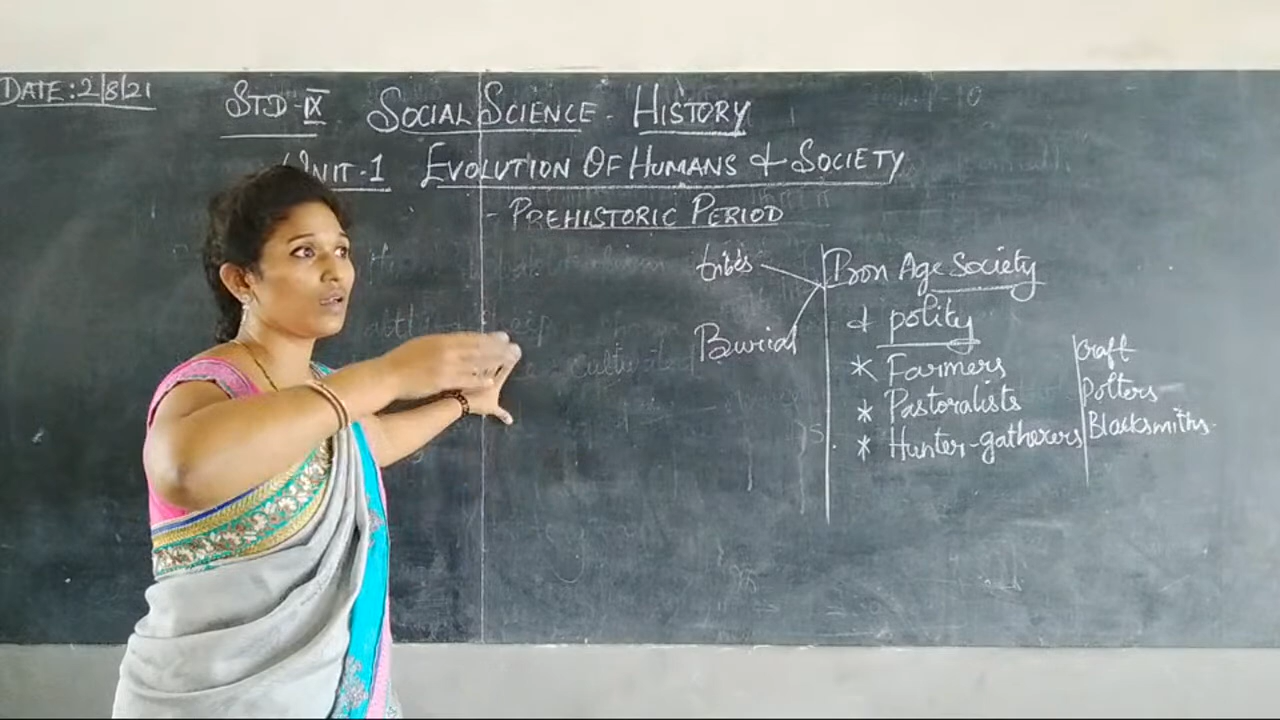 DATE: 2/8/21
STD-IX SOCIAL SCIENCE - HISTORY
UNIT-1 EVOLUTION OF HUMANS & SOCIETY
- PREHISTORIC PERIOD
tribes
Burial
Iron Age Society
& polity
* Farmers
* Pastoralists
* Hunter-gatherers
Craft
Potters
Blacksmiths.